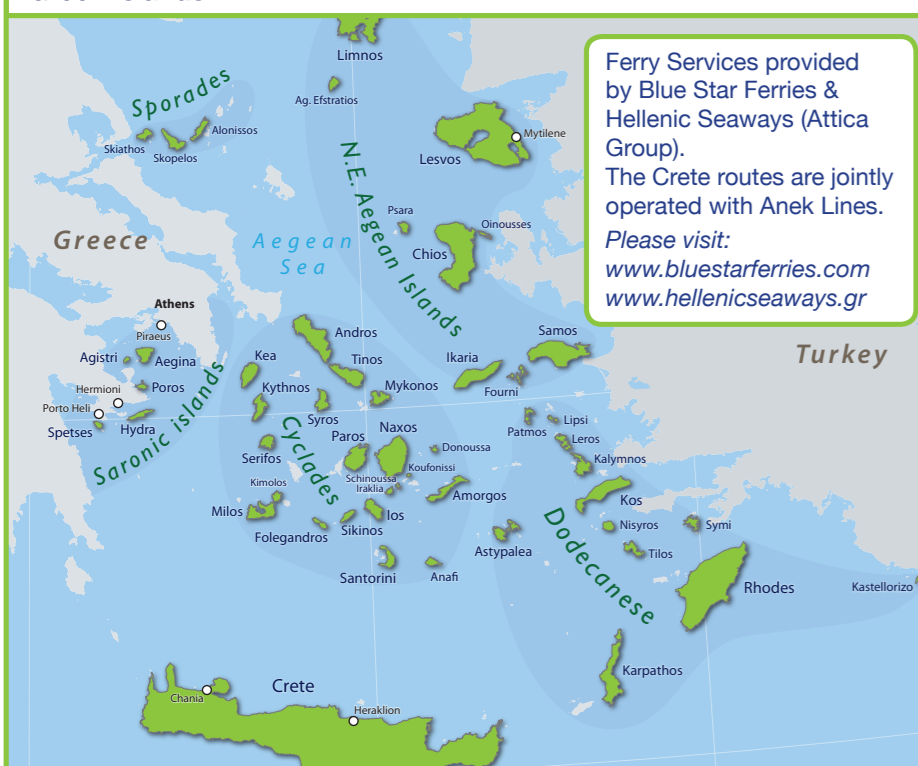 Limnos
Ag. Efstratios
Sporades
Alonissos
Skiathos
Skopelos
Mytilene
Lesvos
N.E. Aegean Islands
Psara
Oinousses
Chios
Greece
Aegean
Sea
Ferry Services provided
by Blue Star Ferries &
Hellenic Seaways (Attica
Group).
The Crete routes are jointly
operated with Anek Lines.
Please visit:
www.bluestarferries.com
www.hellenicseaways.gr
Turkey
Athens
Piraeus
Agistri
Aegina
Hermioni
Poros
Porto Heli
Spetses
Hydra
Saronic islands
Andros
Kea
Tinos
Kythnos
Mykonos
Syros
Ikaria
Samos
Fourni
Cyclades
Paros
Naxos
Serifos
Donoussa
Koufonissi
Schinoussa
Iraklia
Kimolos
Milos
Amorgos
Ios
Sikinos
Folegandros
Santorini
Anafi
Astypalea
Patmos
Lipsi
Leros
Kalymnos
Kos
Nisyros
Symi
Tilos
Dodecanese
Rhodes
Kastellorizo
Karpathos
Crete
Chania
Heraklion